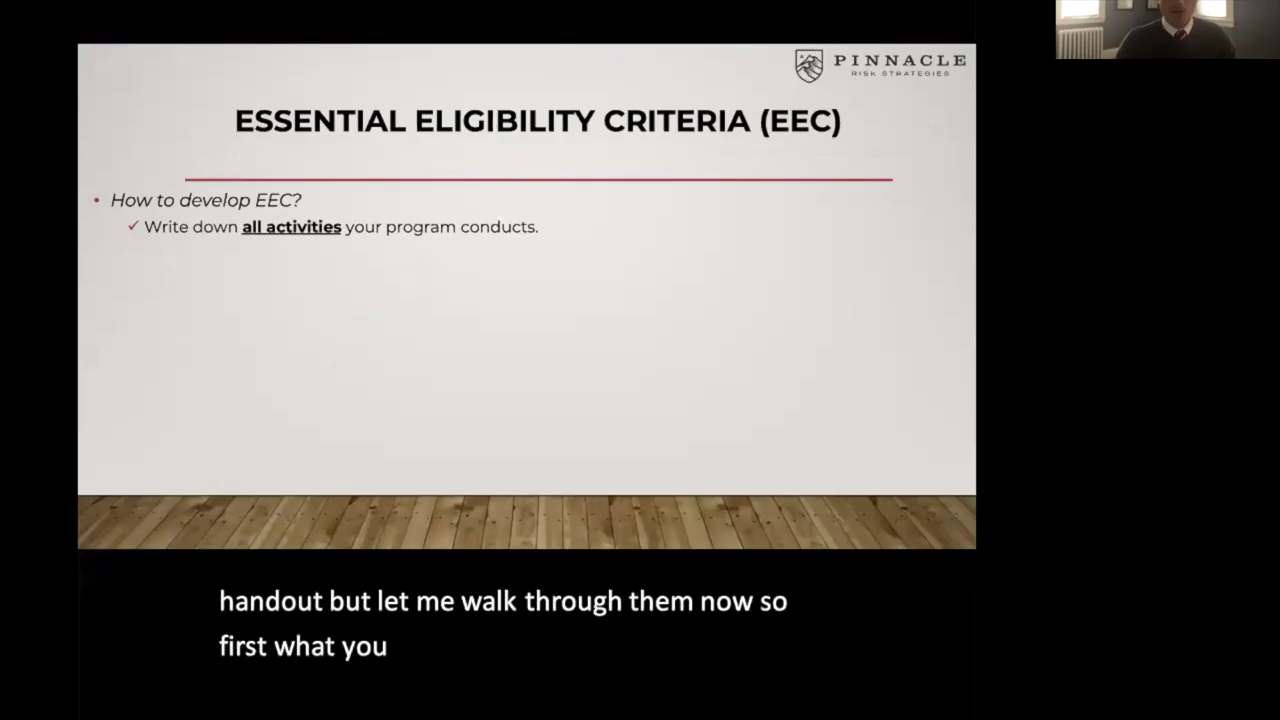 PINNACLE
RISK STRATEGIES
ESSENTIAL ELIGIBILITY CRITERIA (EEC)
• How to develop EEC?
✓ Write down all activities your program conducts.
handout but let me walk through them now so
first what you